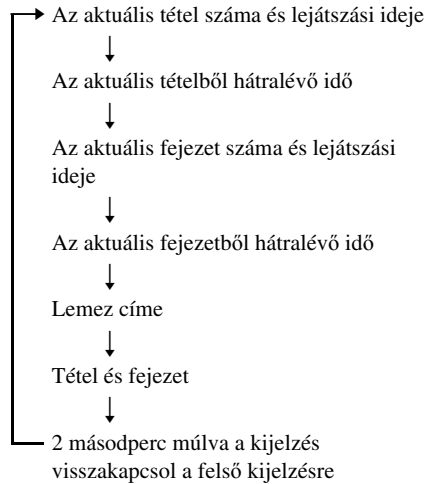 Az aktuális tétel száma és lejátszási ideje
Az aktuális tételből hátralévő idő
Az aktuális fejezet száma és lejátszási
ideje
Az aktuális fejezetből hátralévő idő
Lemez címe
Tétel és fejezet
2 másodperc múlva a kijelzés
visszakapcsol a felső kijelzésre